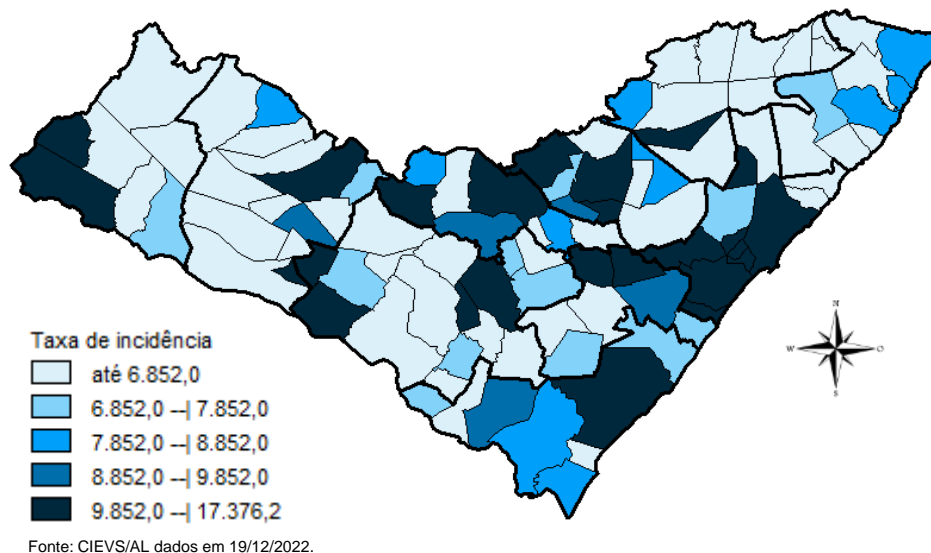 N
W
O
S
Taxa de incidência
até 6.852,0
6.852,0 --| 7.852,0
7.852,0 --| 8.852,0
8.852,0 --| 9.852,0
9.852,0 --| 17.376,2
Fonte: CIEVS/AL dados em 19/12/2022.